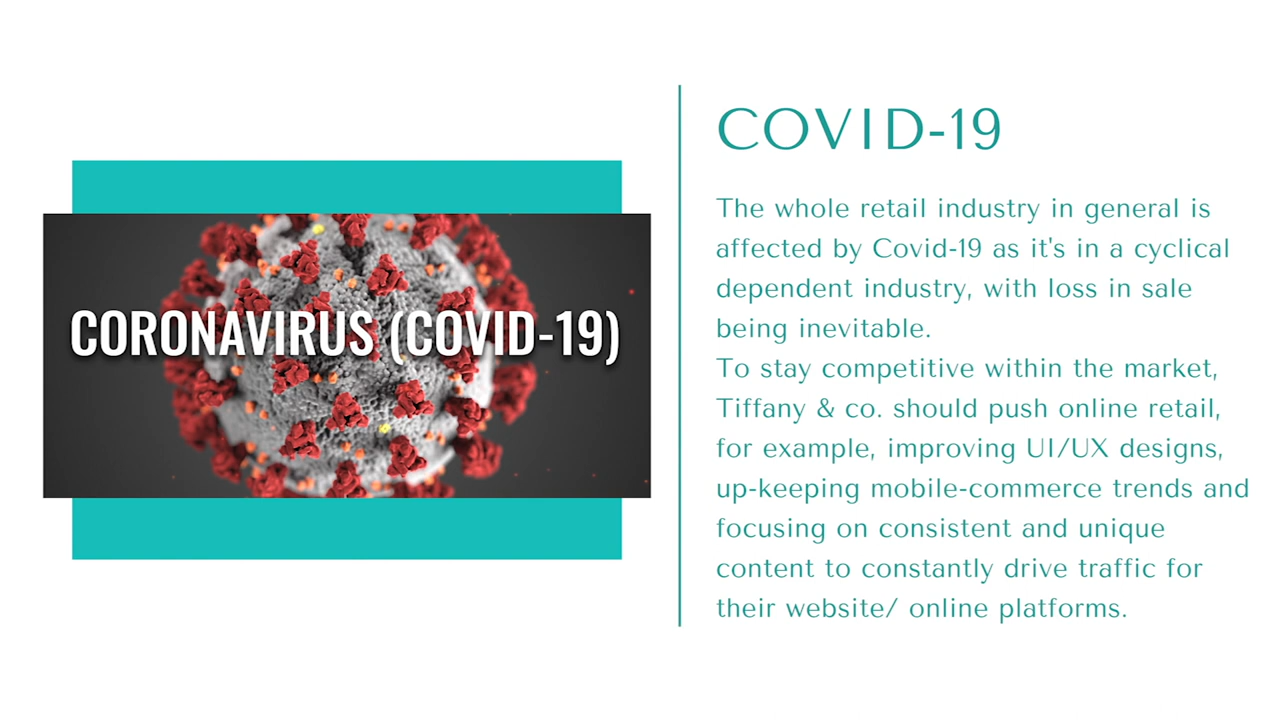 CORONAVIRUS (COVID-19)
COVID-19
The whole retail industry in general is
affected by Covid-19 as it's in a cyclical
dependent industry, with loss in sale
being inevitable.
To stay competitive within the market,
Tiffany & co. should push online retail,
for example, improving UI/UX designs,
up-keeping mobile-commerce trends and
focusing on consistent and unique
content to constantly drive traffic for
their website/ online platforms.